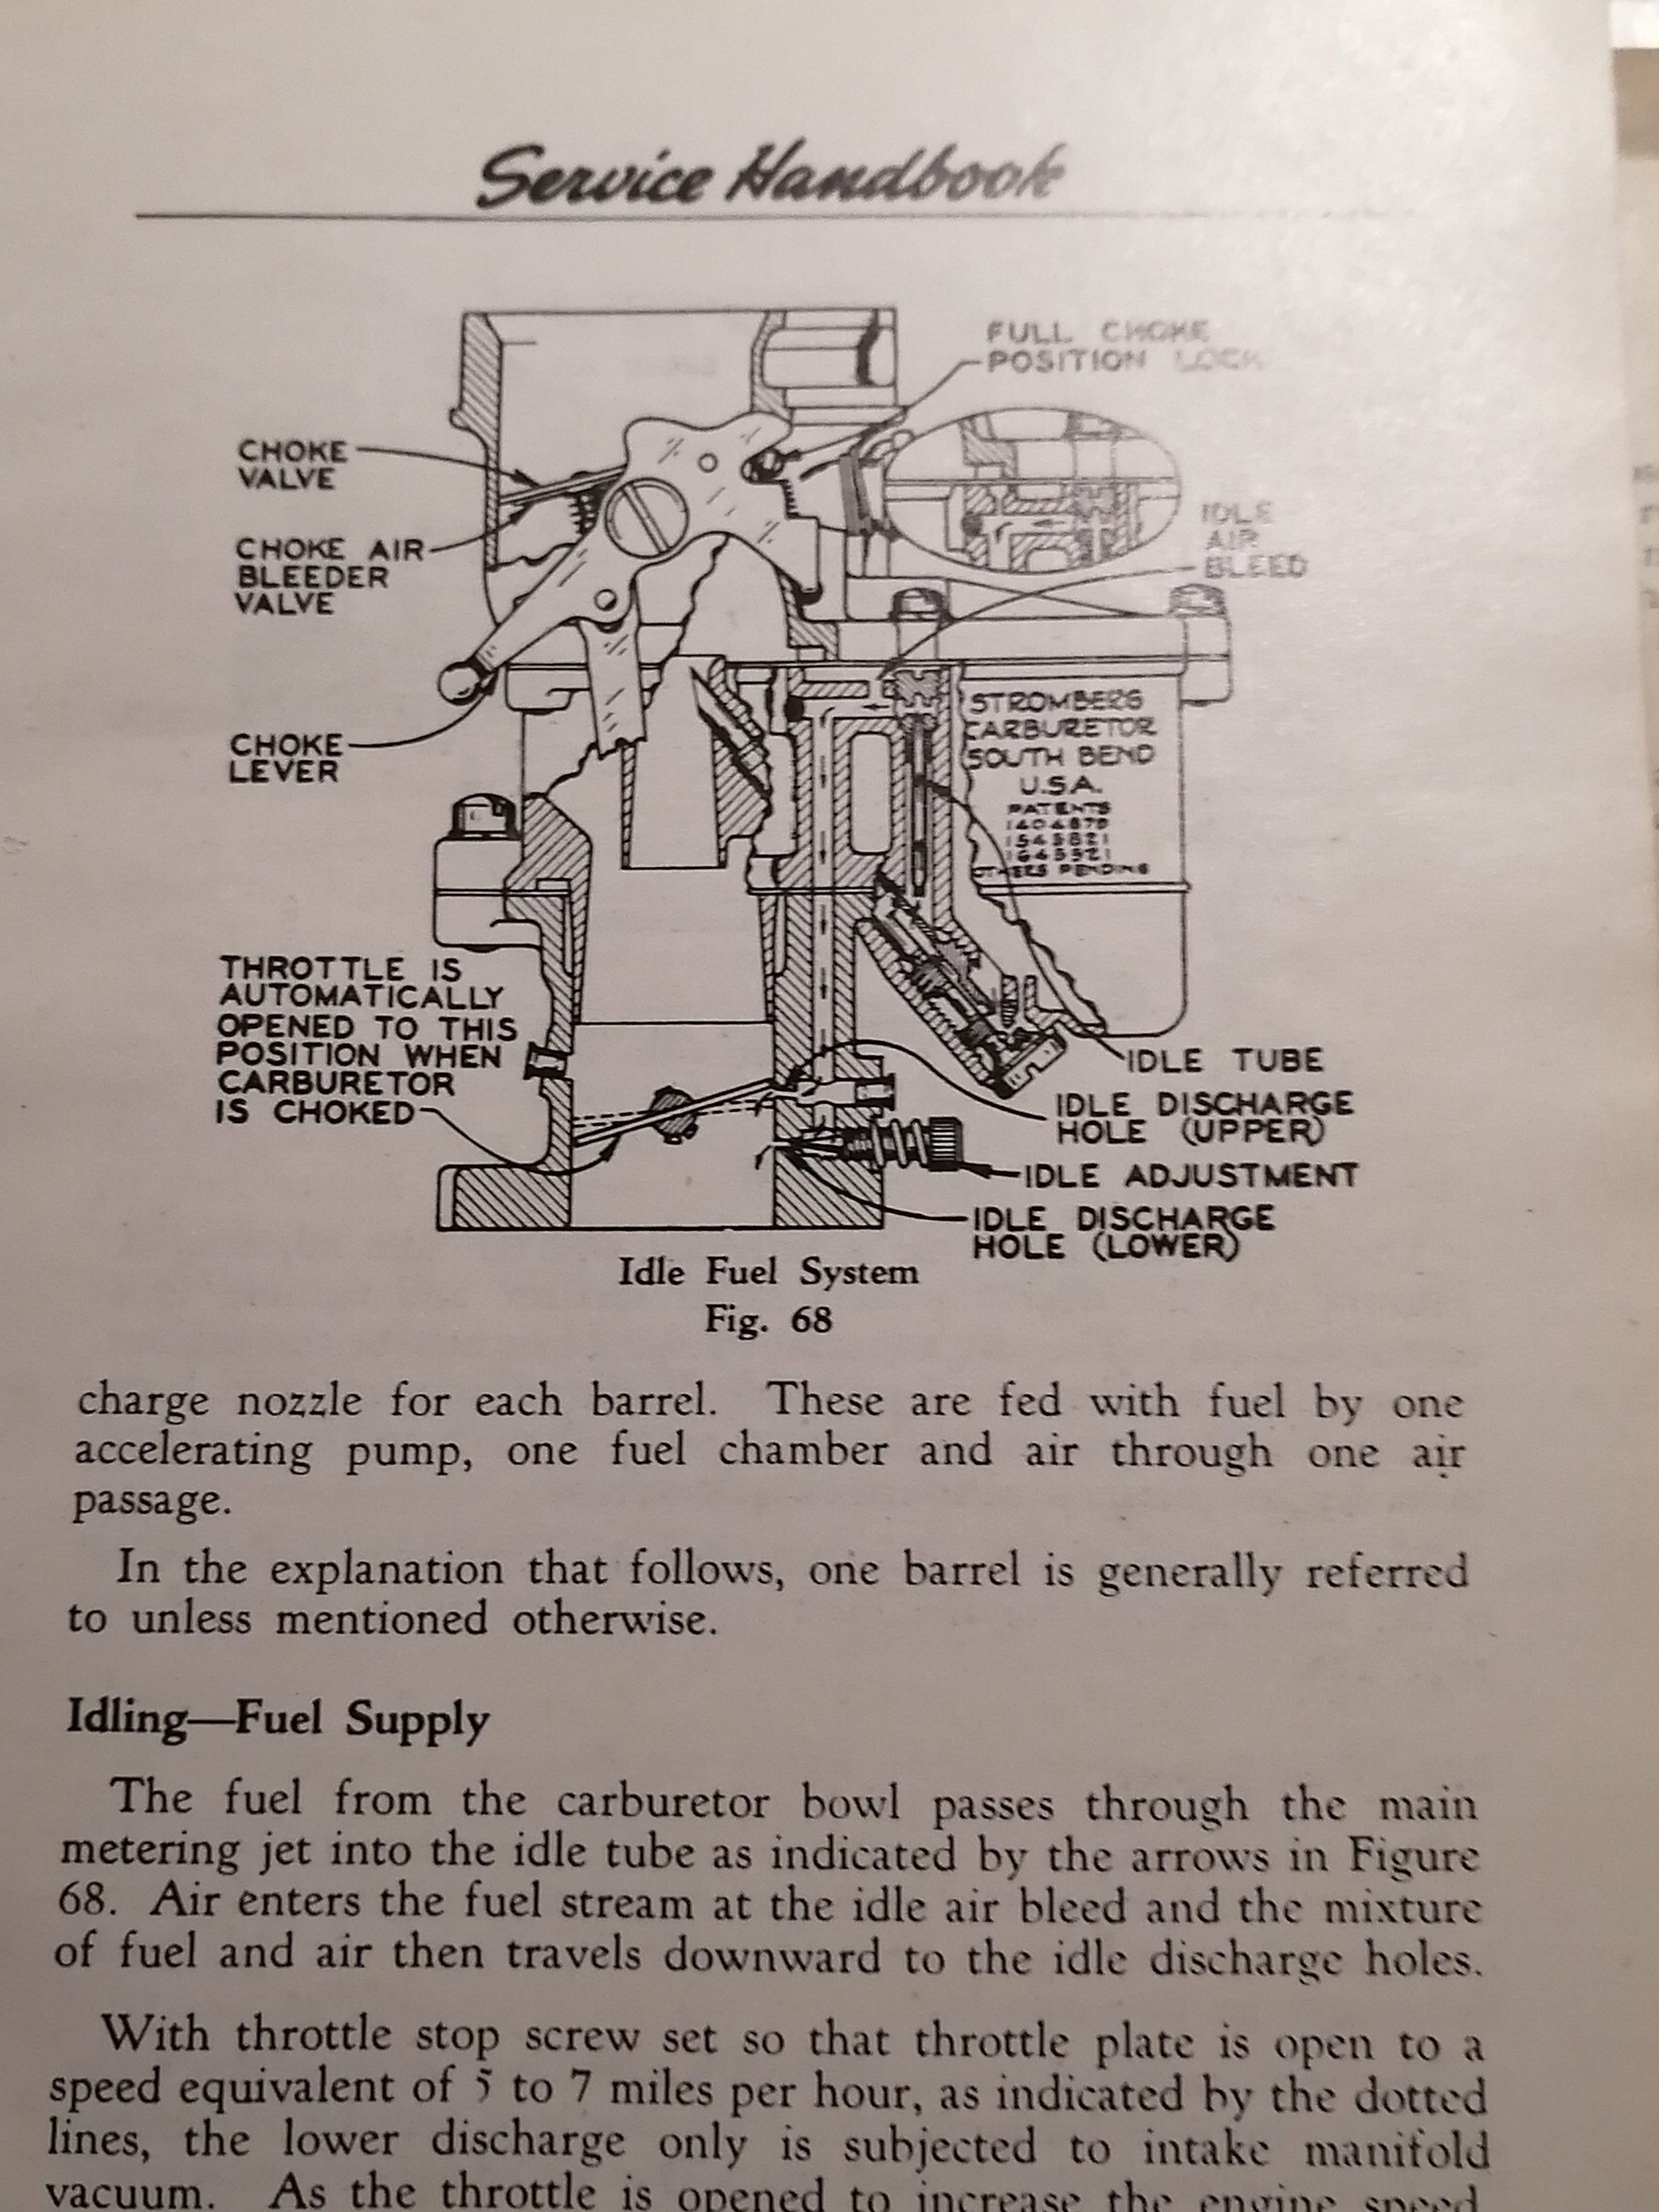 Service Handbook
FULL CHOKE
POSITION LOCK
CHOKE
VALVE
CHOKE AIR
BLEEDER
VALVE
IDLE
AIR
BLEED
CHOKE
LEVER
STROMBERG
CARBURETOR
SOUTH BEND
U.S.A.
PATENTS
1404879
1543821
1645521
OTHERS PENDING
THROTTLE IS
AUTOMATICALLY
OPENED TO THIS
POSITION WHEN
CARBURETOR
IS CHOKED
IDLE TUBE
IDLE DISCHARGE
HOLE (UPPER)
IDLE ADJUSTMENT
IDLE DISCHARGE
HOLE (LOWER)
Idle Fuel System
Fig. 68
charge nozzle for each barrel. These are fed with fuel by one
accelerating pump, one fuel chamber and air through one air
passage.
In the explanation that follows, one barrel is generally referred
to unless mentioned otherwise.
Idling—Fuel Supply
The fuel from the carburetor bowl passes through the main
metering jet into the idle tube as indicated by the arrows in Figure
68. Air enters the fuel stream at the idle air bleed and the mixture
of fuel and air then travels downward to the idle discharge holes.
With throttle stop screw set so that throttle plate is open to a
speed equivalent of 5 to 7 miles per hour, as indicated by the dotted
lines, the lower discharge only is subjected to intake manifold
vacuum. As the throttle is opened to increase the engine speed